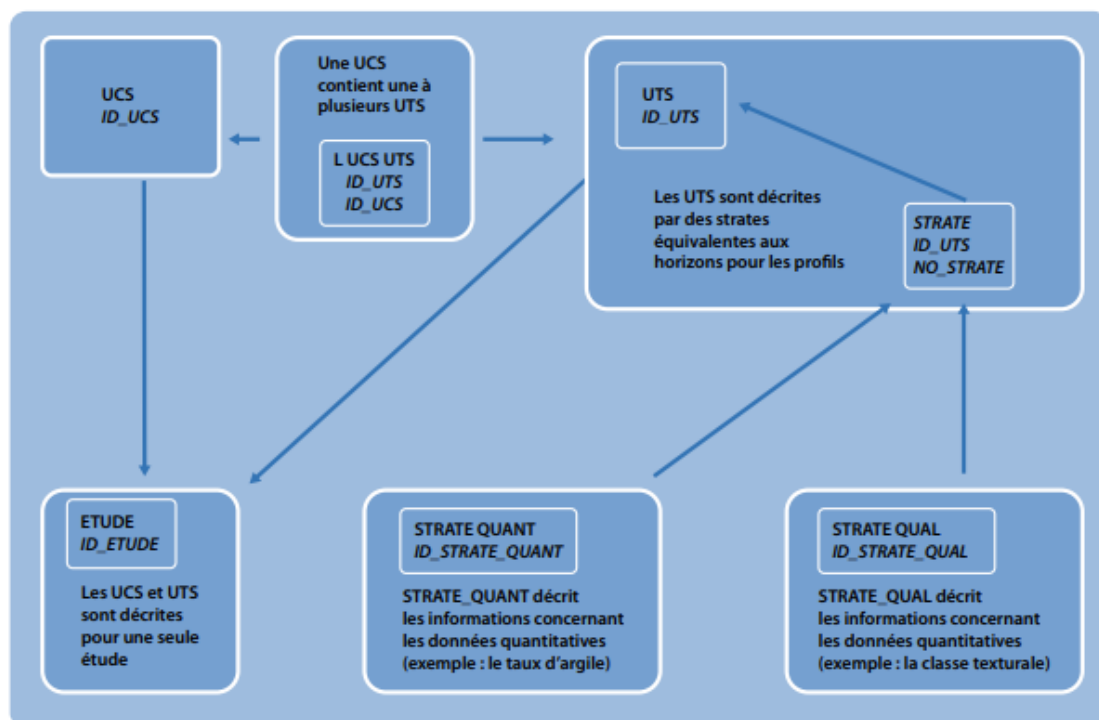 UCS
ID_UCS
Une UCS
contient une à
plusieurs UTS
L UCS UTS
ID_UTS
ID_UCS
UTS
ID_UTS
Les UTS sont décrites
par des strates
équivalentes aux
horizons pour les profils
STRATE
ID_UTS
NO_STRATE
ETUDE
ID_ETUDE
Les UCS et UTS
sont décrites
pour une seule
étude
STRATE QUANT
ID_STRATE_QUANT
STRATE_QUANT décrit
les informations concernant
les données quantitatives
(exemple : le taux d'argile)
STRATE QUAL
ID_STRATE_QUAL
STRATE_QUAL décrit
les informations concernant
les données quantitatives
(exemple : la classe texturale)